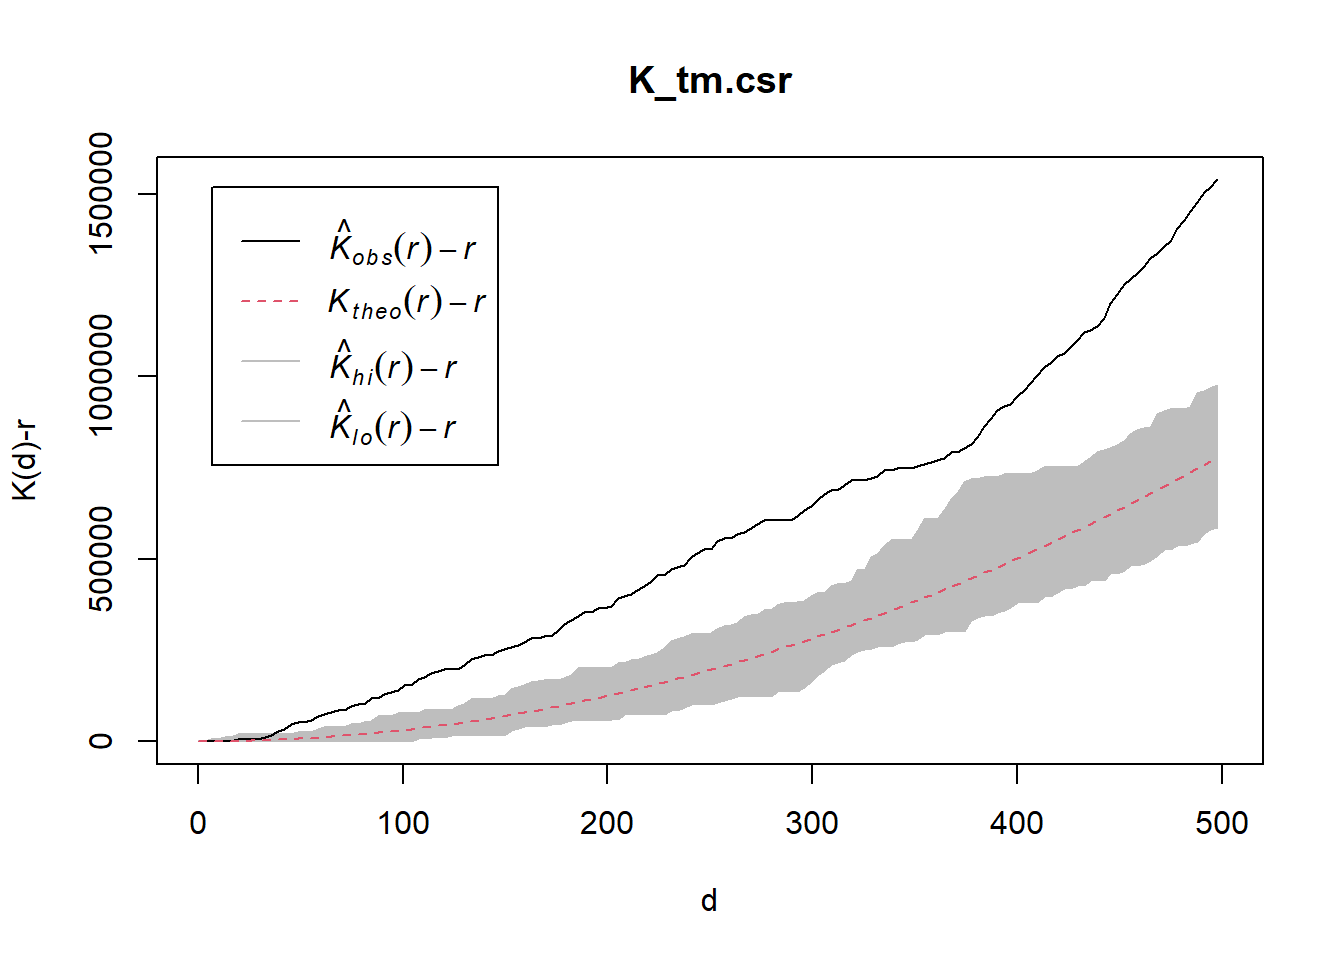 K_tm.csr
K̂obs(r) − r
Ktheo(r) − r
K̂hi(r) − r
K̂lo(r) − r
K(d)-r
1500000
1000000
500000
0
0 100 200 300 400 500
d